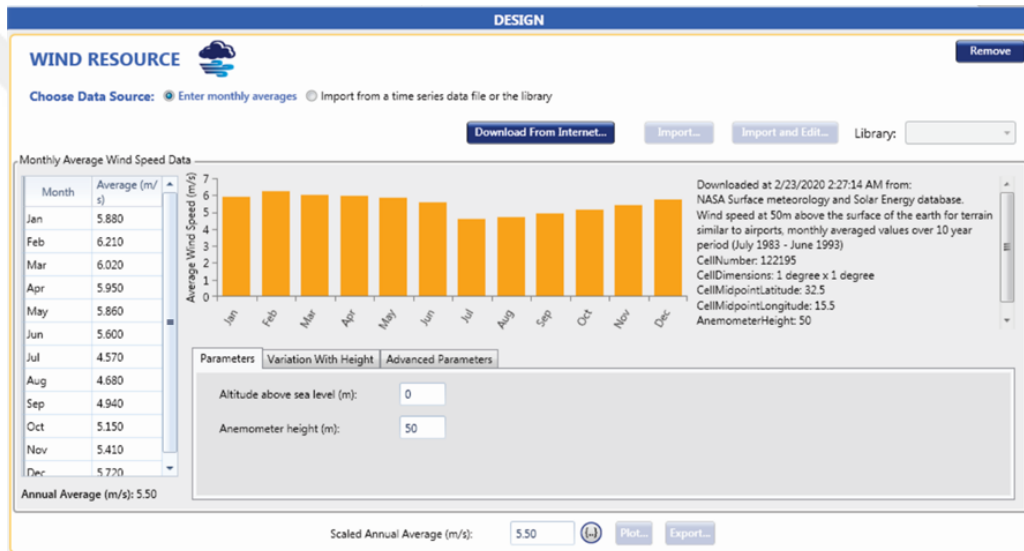 DESIGN
WIND RESOURCE
Remove
Choose Data Source: Enter monthly averages Import from a time series data file or the library
Download From Internet... Import... Import and Edit... Library:
Monthly Average Wind Speed Data
Month Average (m/
s)
Jan 5.880
Feb 6.210
Mar 6.020
Apr 5.950
May 5.860
Jun 5.600
Jul 4.570
Aug 4.680
Sep 4.940
Oct 5.150
Nov 5.410
Dec 5.720
Annual Average (m/s): 5.50
Average Wind Speed (m/s)
7
6
5
4
3
2
1
0
Jan Feb Mar Apr May Jun Jul Aug Sep Oct Nov Dec
Downloaded at 2/23/2020 2:27:14 AM from:
NASA Surface meteorology and Solar Energy database.
Wind speed at 50m above the surface of the earth for terrain
similar to airports, monthly averaged values over 10 year
period (July 1983 - June 1993)
CellNumber: 122195
CellDimensions: 1 degree x 1 degree
CellMidpointLatitude: 32.5
CellMidpointLongitude: 15.5
AnemometerHeight: 50
Parameters Variation With Height Advanced Parameters
Altitude above sea level (m): 0
Anemometer height (m): 50
Scaled Annual Average (m/s): 5.50 {..} Plot... Export...